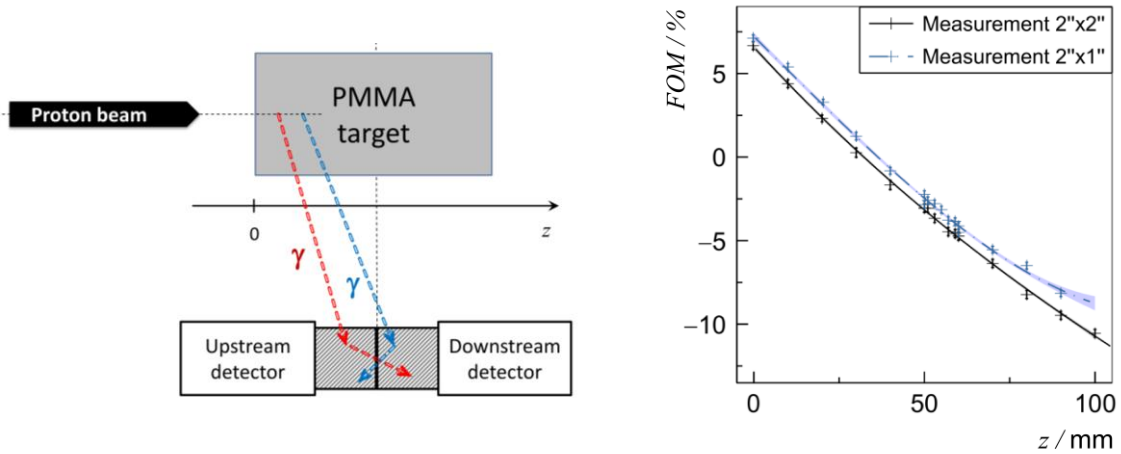 Proton beam
PMMA
target
0
z
γ
γ
Upstream
detector
Downstream
detector
FOM / %
Measurement 2"x2"
Measurement 2"x1"
5
0
−5
−10
0
50
100
z / mm